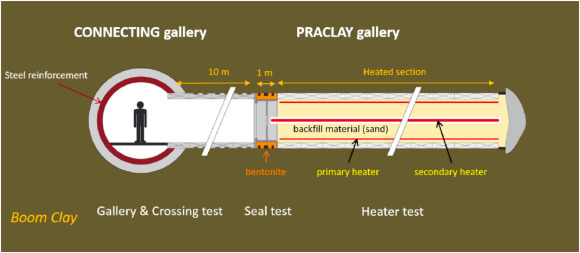 CONNECTING gallery
PRACLAY gallery
Steel reinforcement
10 m
1 m
Heated section
backfill material (sand)
bentonite
primary heater
secondary heater
Gallery & Crossing test
Seal test
Heater test
Boom Clay